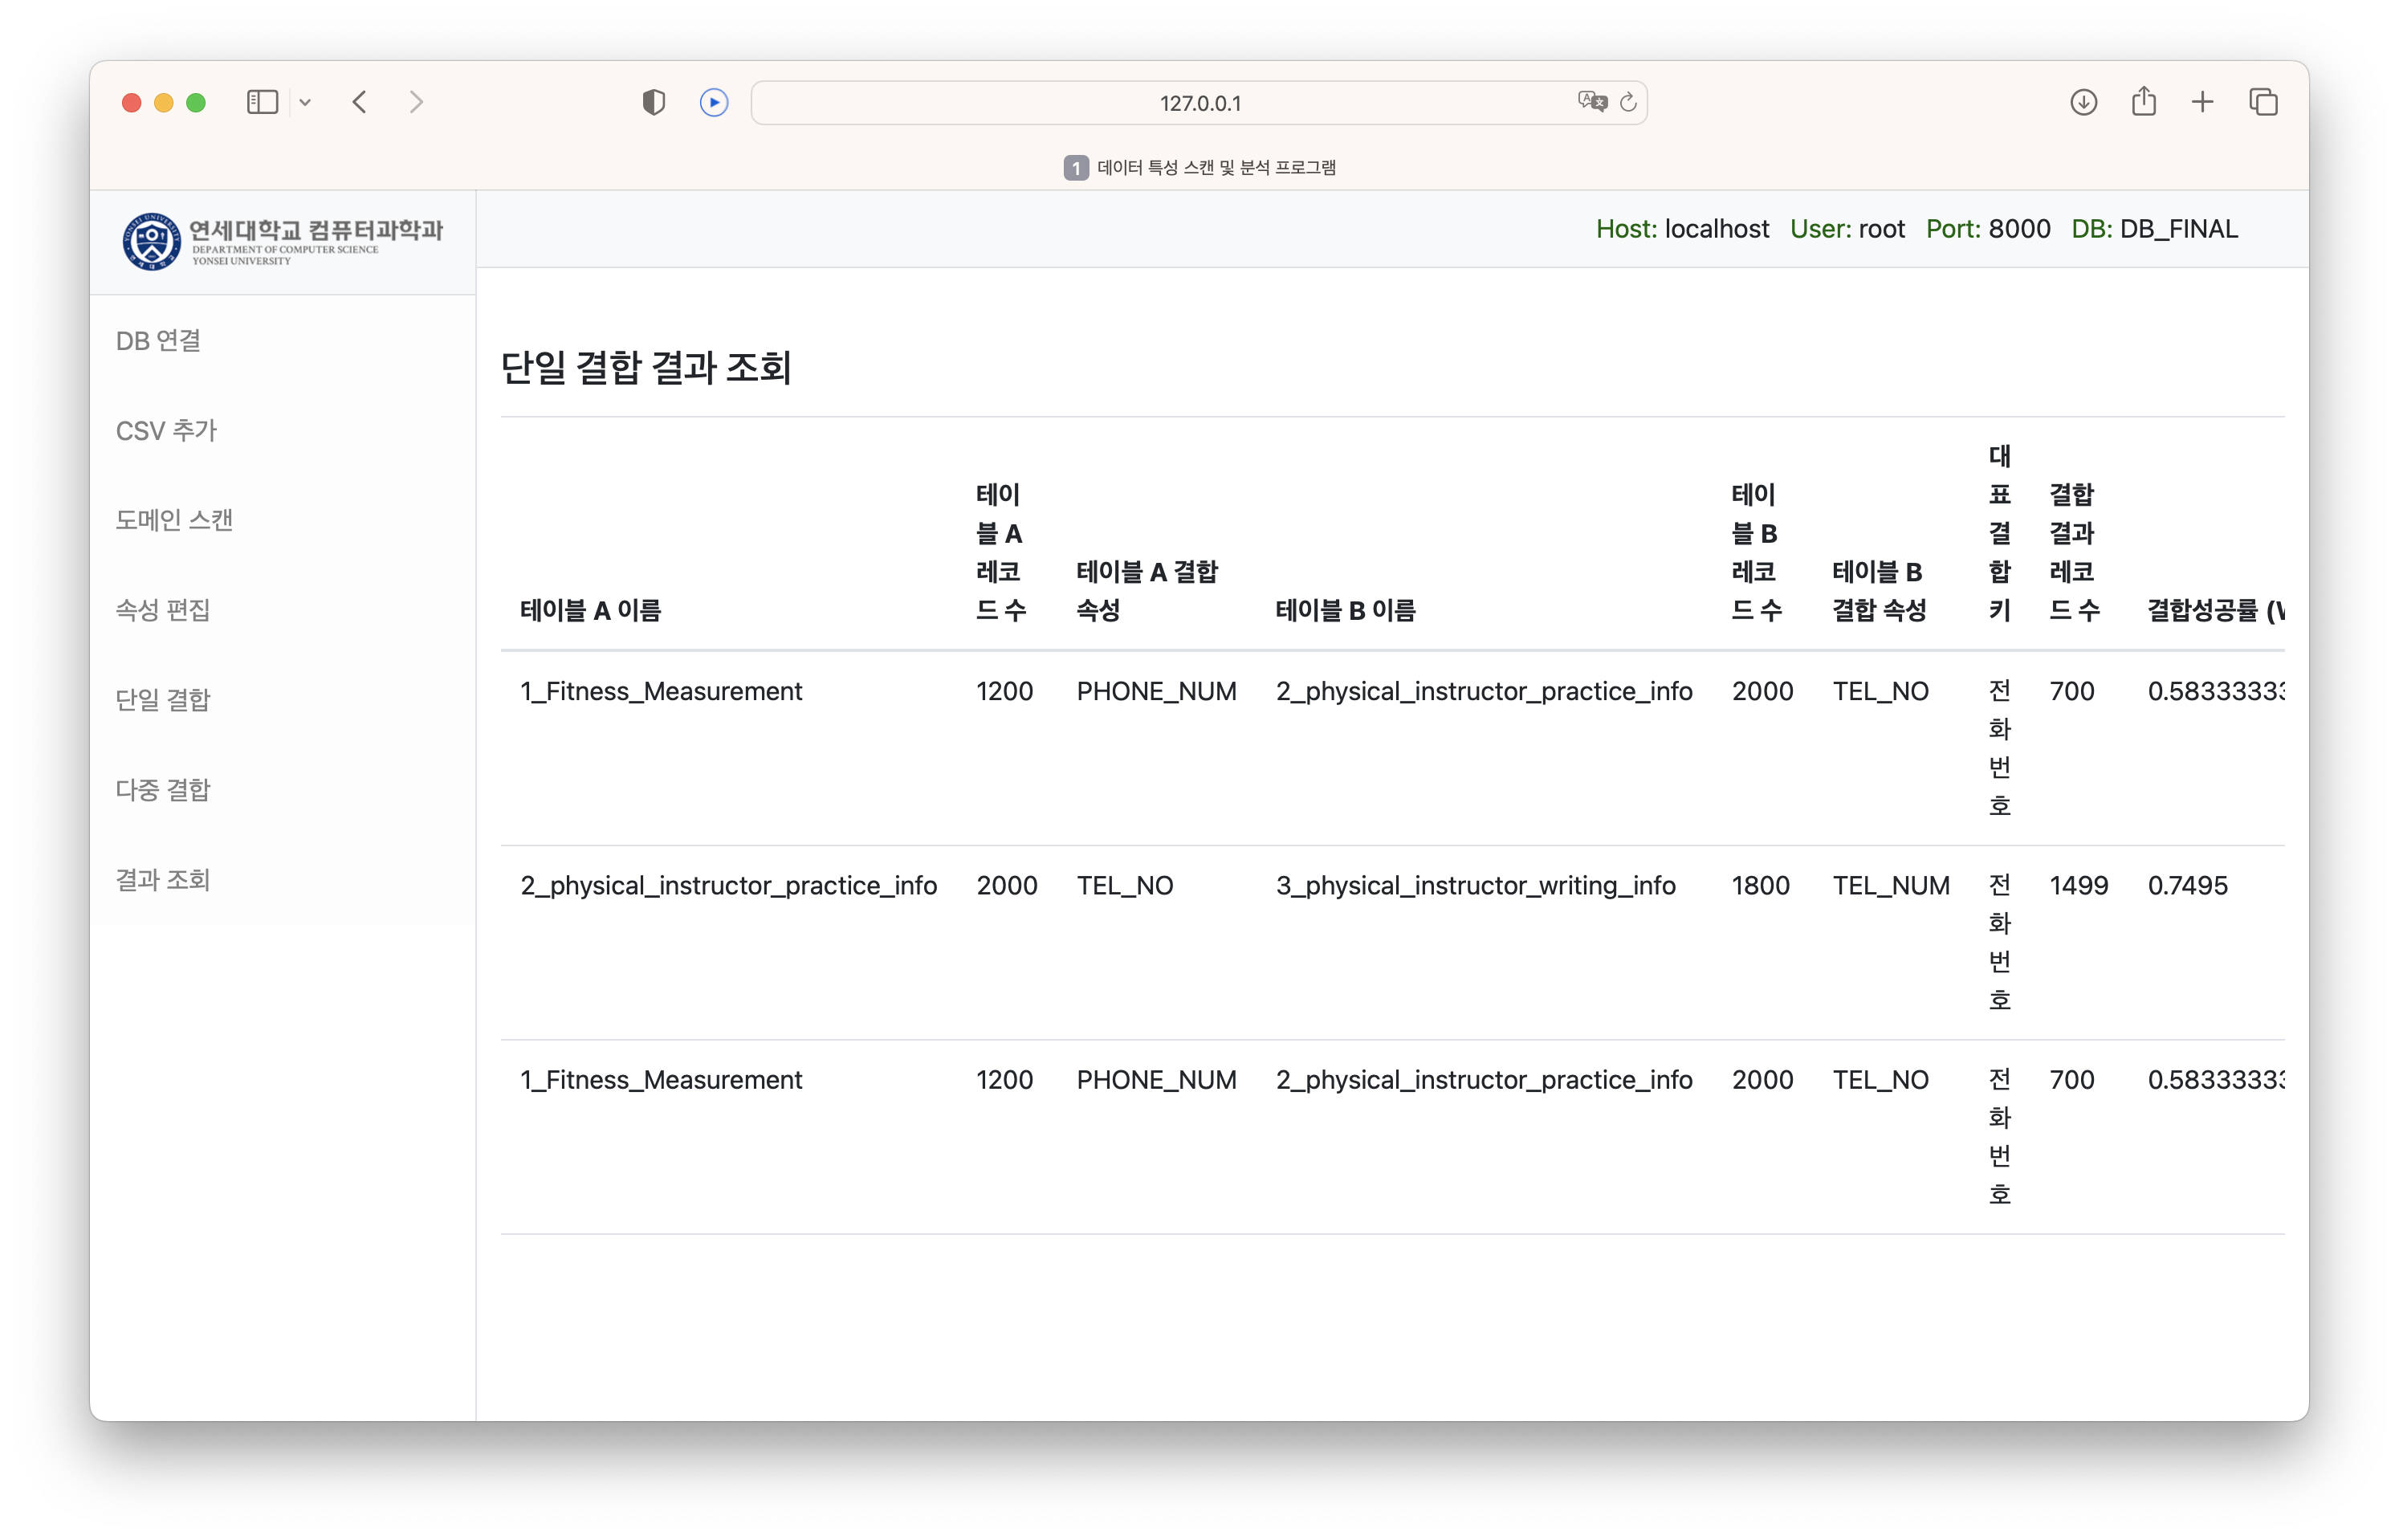 127.0.0.1
1 데이터 특성 스캔 및 분석 프로그램
연세대학교 컴퓨터과학과
DEPARTMENT OF COMPUTER SCIENCE
YONSEI UNIVERSITY
Host: localhost User: root Port: 8000 DB: DB_FINAL
DB 연결
CSV 추가
도메인 스캔
속성 편집
단일 결합
다중 결합
결과 조회
단일 결합 결과 조회
테이블 A 이름
테이
블 A
레코
드 수
테이블 A 결합
속성
테이블 B 이름
테이
블 B
레코
드 수
테이블 B
결합 속성
대
표
결
합
키
결합
결과
레코
드 수
결합성공률
1_Fitness_Measurement 1200 PHONE_NUM 2_physical_instructor_practice_info 2000 TEL_NO 전 700 0.58333333
화
번
호
2_physical_instructor_practice_info 2000 TEL_NO 3_physical_instructor_writing_info 1800 TEL_NUM 전 1499 0.7495
화
번
호
1_Fitness_Measurement 1200 PHONE_NUM 2_physical_instructor_practice_info 2000 TEL_NO 전 700 0.58333333
화
번
호